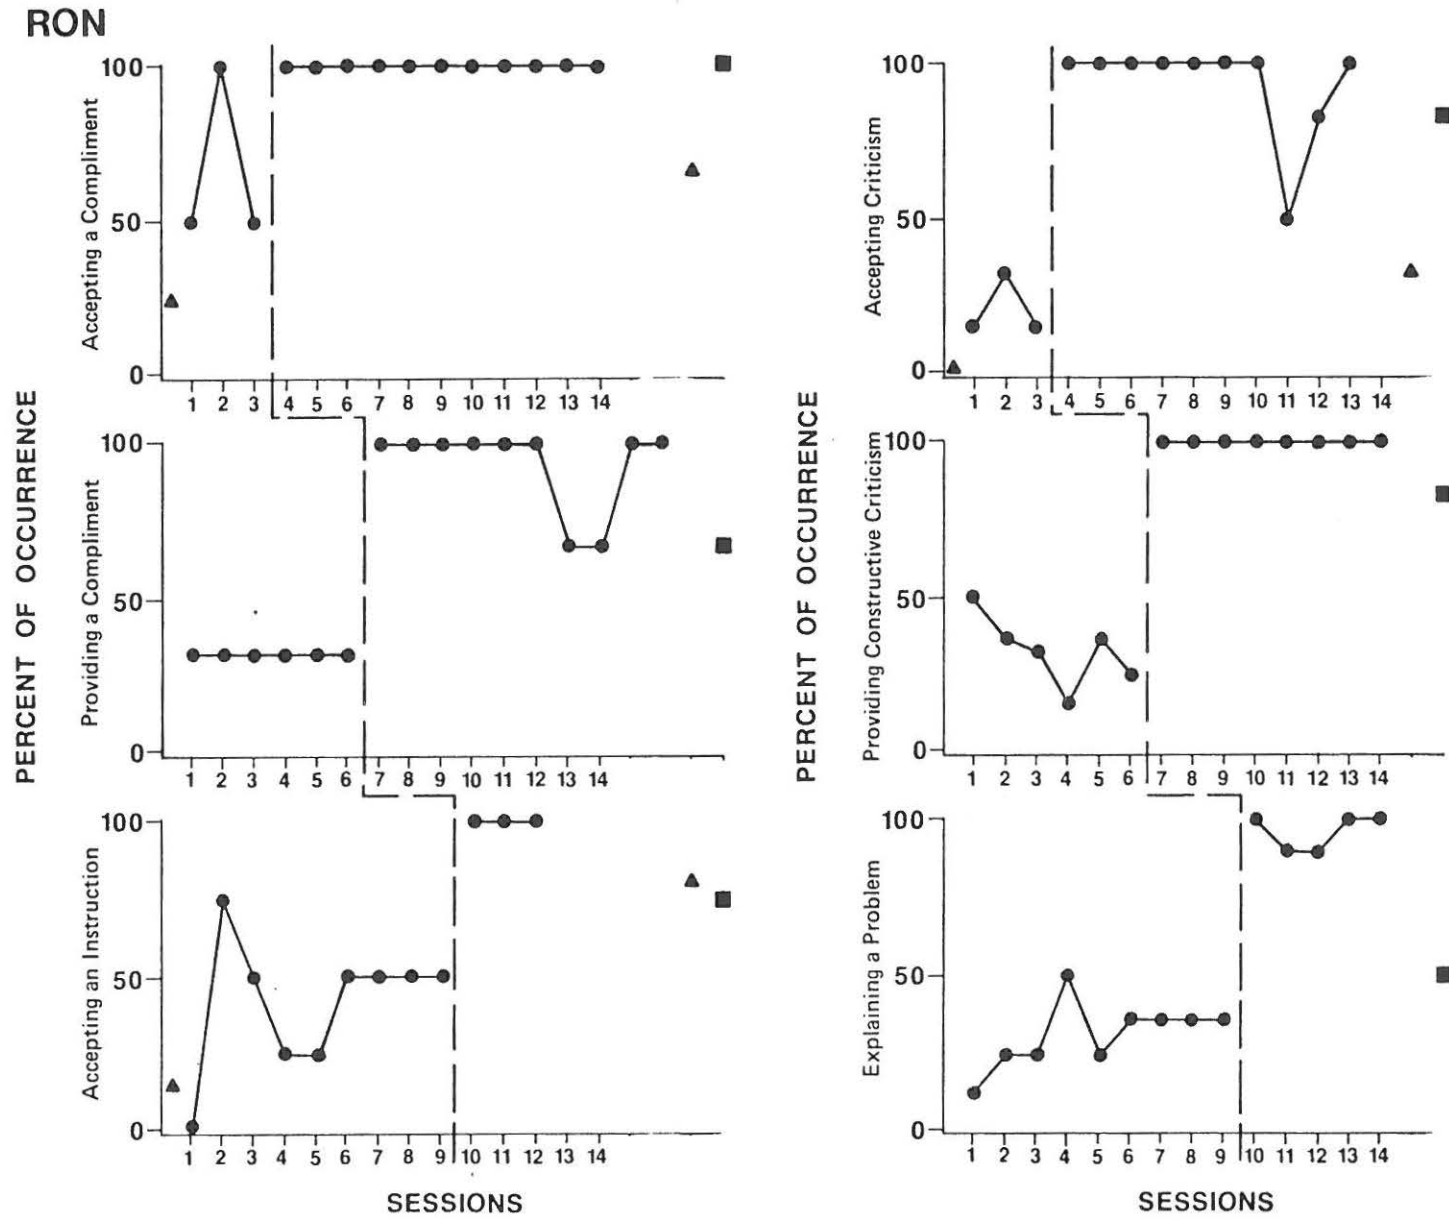 RON
PERCENT OF OCCURRENCE
Accepting a Compliment
100
50
0
1 2 3 4 5 6 7 8 9 10 11 12 13 14
Providing a Compliment
100
50
0
1 2 3 4 5 6 7 8 9 10 11 12 13 14
Accepting an Instruction
100
50
0
1 2 3 4 5 6 7 8 9 10 11 12 13 14
SESSIONS
PERCENT OF OCCURRENCE
Accepting Criticism
100
50
0
1 2 3 4 5 6 7 8 9 10 11 12 13 14
Providing Constructive Criticism
100
50
0
1 2 3 4 5 6 7 8 9 10 11 12 13 14
Explaining a Problem
100
50
0
1 2 3 4 5 6 7 8 9 10 11 12 13 14
SESSIONS